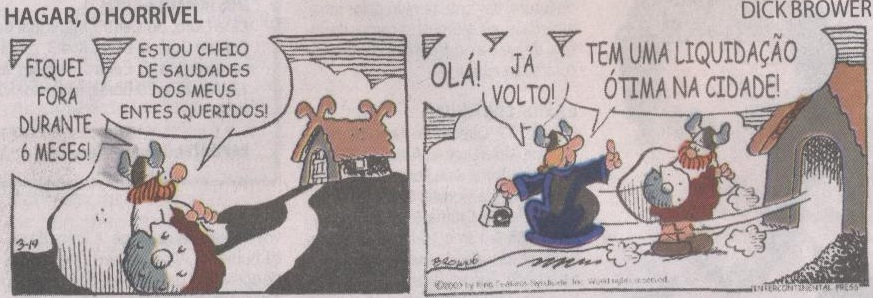 HAGAR, O HORRÍVEL
DICK BROWER
FIQUEI
FORA
DURANTE
6 MESES!
ESTOU CHEIO
DE SAUDADES
DOS MEUS
ENTES QUERIDOS!
3-19
OLÁ!
JÁ
VOLTO!
TEM UMA LIQUIDAÇÃO
ÓTIMA NA CIDADE!
BROWNE
by King Features Syndicate, Inc. World rights reserved.
INTERCONTINENTAL PRESS